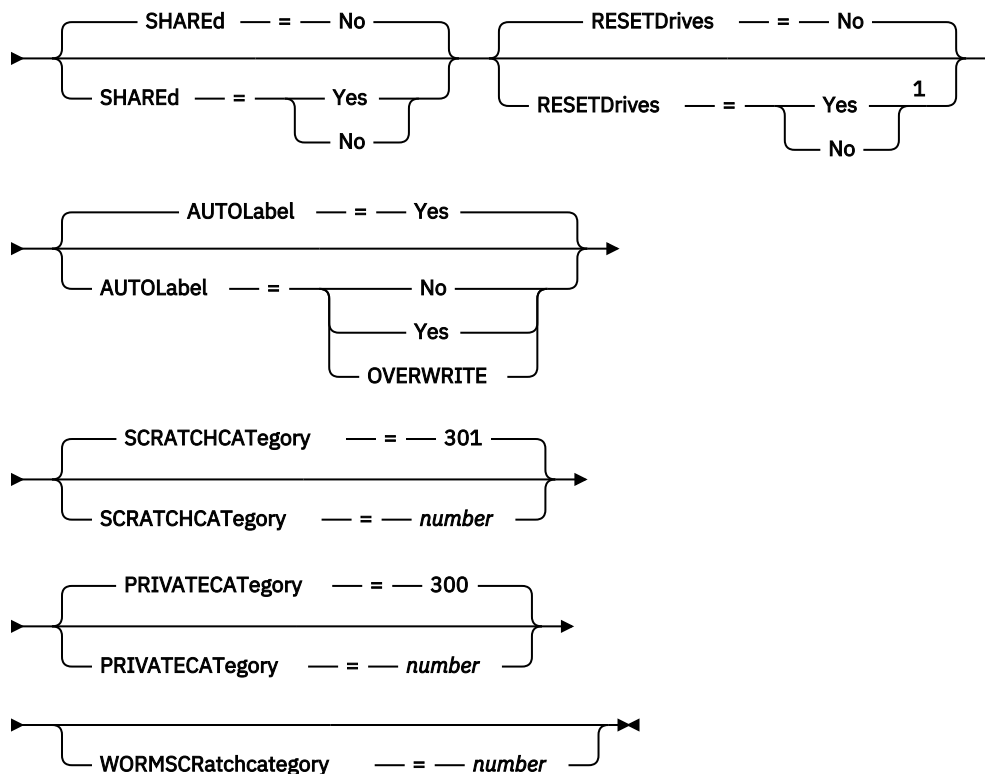 SHAREd = No RESETDrives = No
SHAREd = Yes RESETDrives = Yes 1
No No
AUTOLabel = Yes
AUTOLabel = No
Yes
OVERWRITE
SCRATCHCATegory = 301
SCRATCHCATegory = number
PRIVATECATegory = 300
PRIVATECATegory = number
WORMSCRatchcategory = number